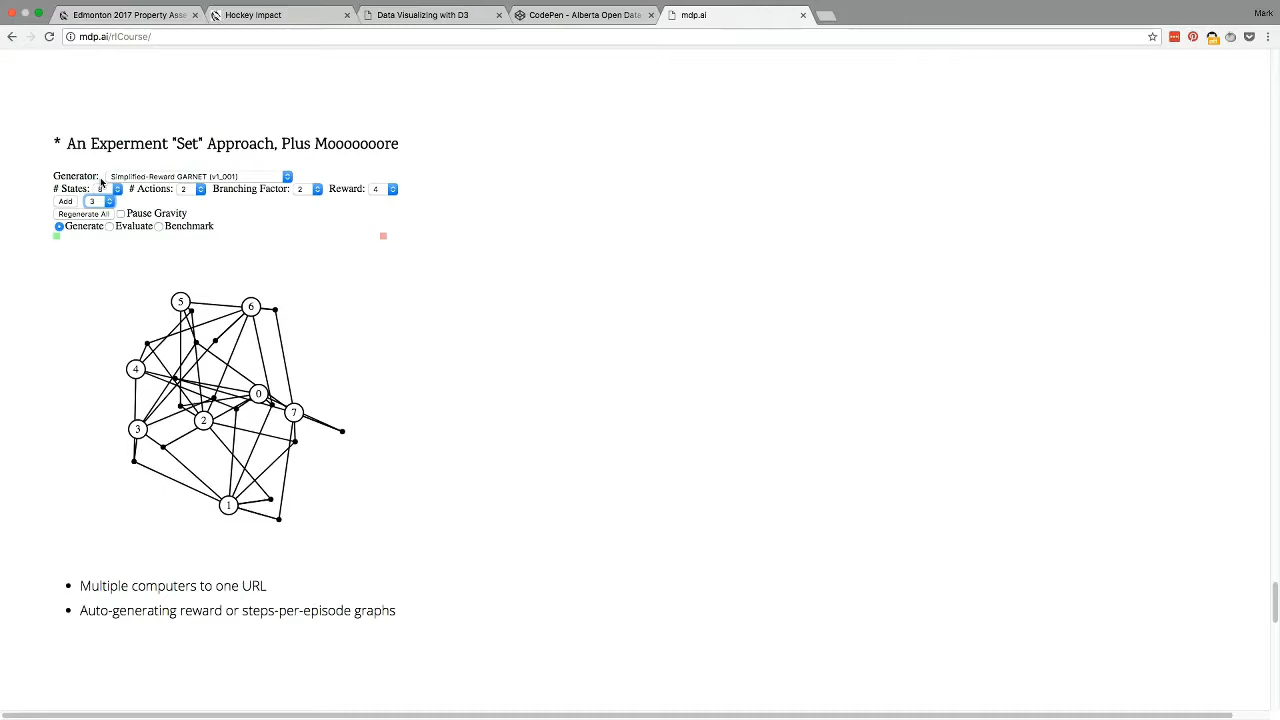 Edmonton 2017 Property Asse
Hockey Impact
Data Visualizing with D3
CodePen - Alberta Open Data
mdp.ai
Mark
mdp.ai/rlCourse/
* An Experment "Set" Approach, Plus Mooooooore
Generator: Simplified-Reward GARNET (v1_001)
# States: 8 # Actions: 2 Branching Factor: 2 Reward: 4
Add 3
Regenerate All Pause Gravity
Generate Evaluate Benchmark
5
6
4
0
7
2
3
1
• Multiple computers to one URL
• Auto-generating reward or steps-per-episode graphs